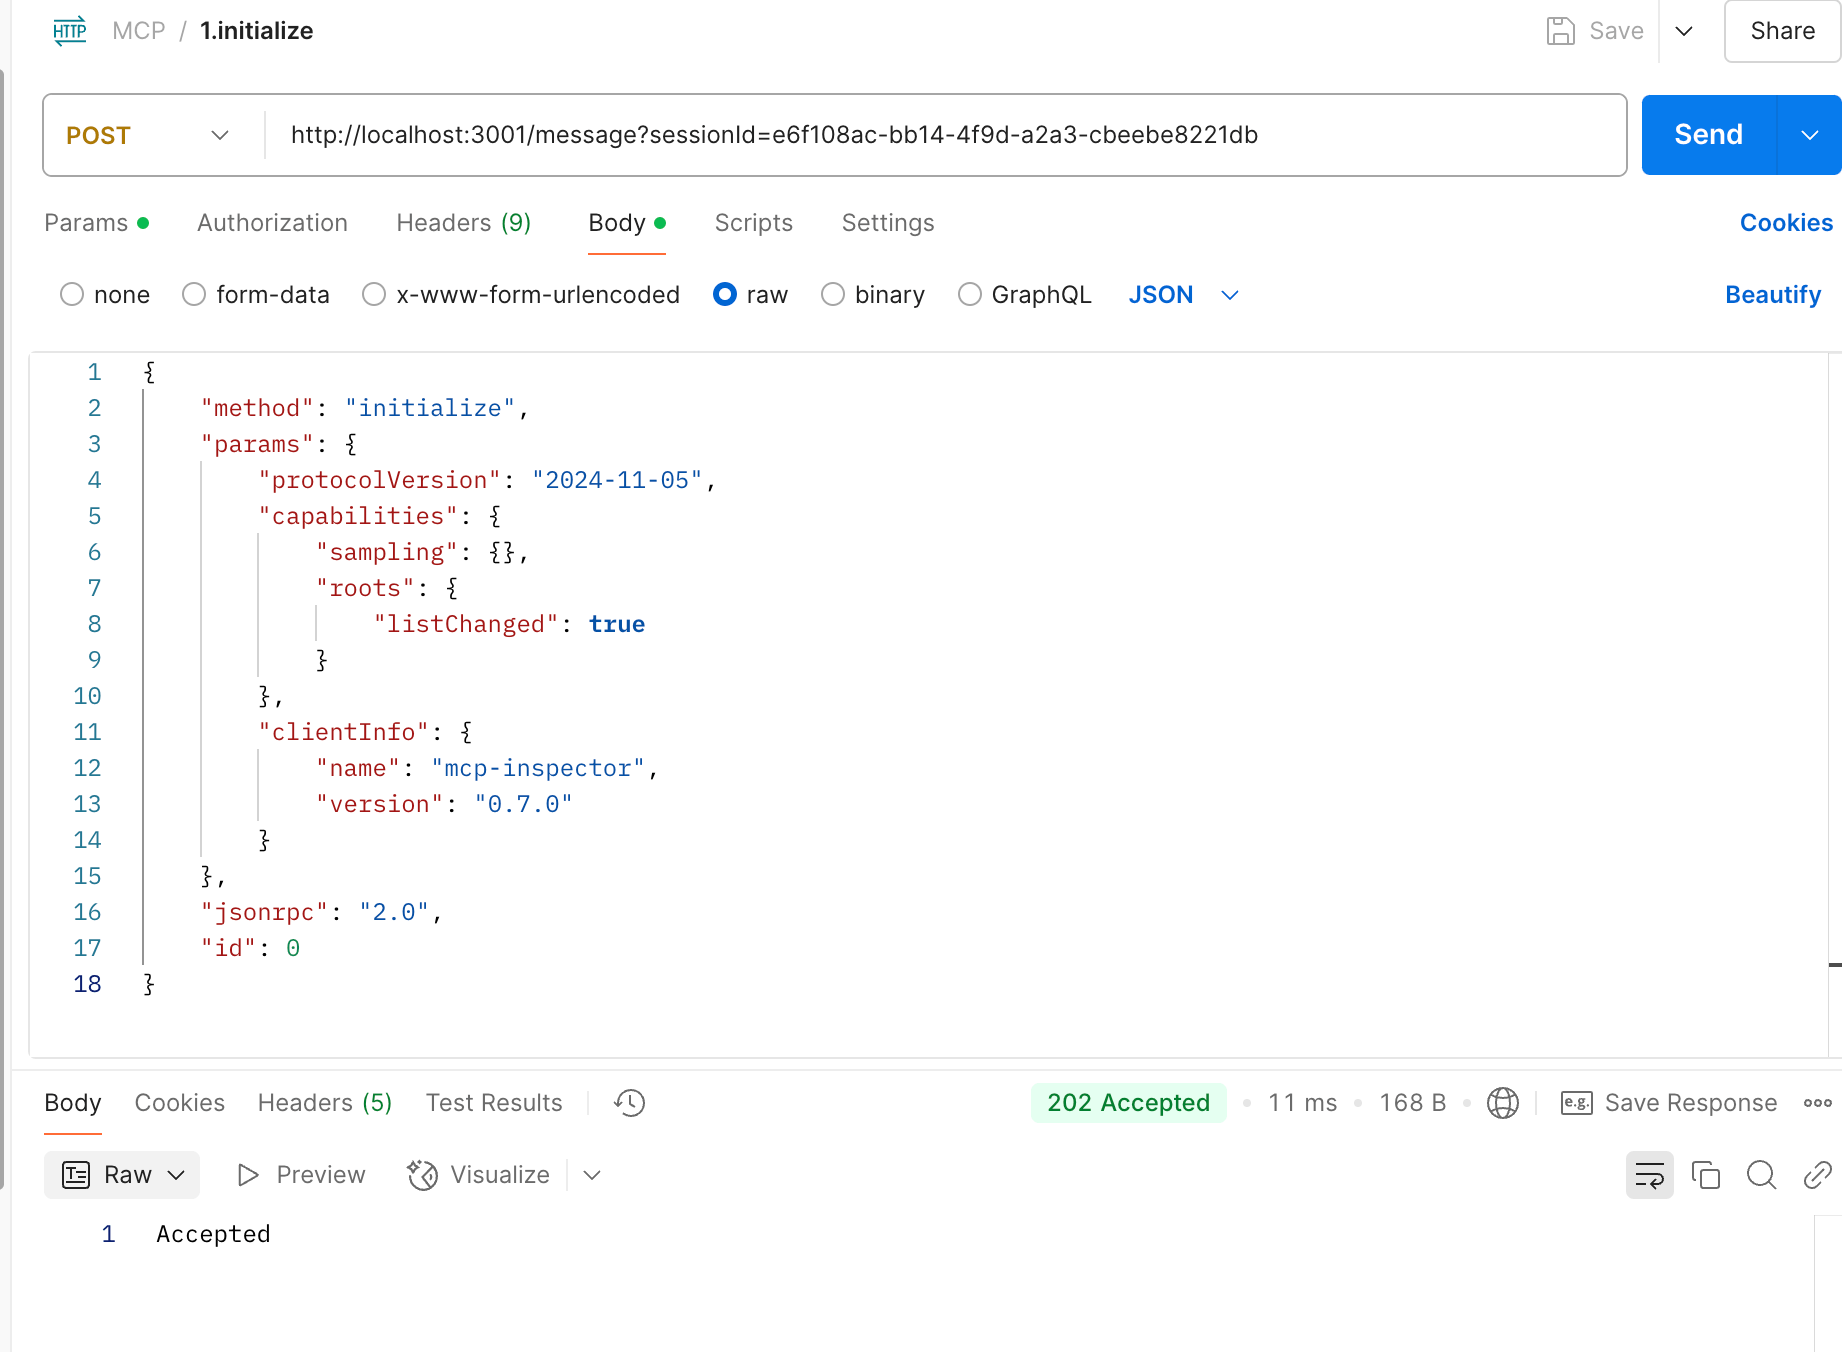 HTTP MCP / 1.initialize Save Share
POST http://localhost:3001/message?sessionId=e6f108ac-bb14-4f9d-a2a3-cbeebe8221db Send
Params Authorization Headers (9) Body Scripts Settings Cookies
none form-data x-www-form-urlencoded raw binary GraphQL JSON Beautify
1 {
2 "method": "initialize",
3 "params": {
4 "protocolVersion": "2024-11-05",
5 "capabilities": {
6 "sampling": {},
7 "roots": {
8 "listChanged": true
9 }
10 },
11 "clientInfo": {
12 "name": "mcp-inspector",
13 "version": "0.7.0"
14 }
15 },
16 "jsonrpc": "2.0",
17 "id": 0
18 }
Body Cookies Headers (5) Test Results 202 Accepted • 11 ms • 168 B • e.g. Save Response
Raw Preview Visualize
1 Accepted